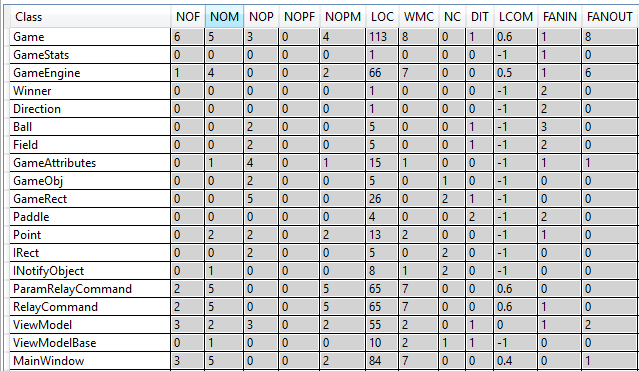 Class NOF NOM NOP NOPF NOPM LOC WMC NC DIT LCOM FANIN FANOUT
Game 6 5 3 0 4 113 8 0 1 0.6 1 8
GameStats 0 0 0 0 0 1 0 0 0 -1 1 0
GameEngine 1 4 0 0 2 66 7 0 0 0.5 1 6
Winner 0 0 0 0 0 1 0 0 0 -1 2 0
Direction 0 0 0 0 0 1 0 0 0 -1 2 0
Ball 0 0 2 0 0 5 0 0 1 -1 3 0
Field 0 0 2 0 0 5 0 0 1 -1 2 0
GameAttributes 0 1 4 0 1 15 1 0 0 -1 1 1
GameObj 0 0 2 0 0 5 0 1 0 -1 0 0
GameRect 0 0 5 0 0 26 0 2 1 -1 0 0
Paddle 0 0 0 0 0 4 0 0 2 -1 2 0
Point 0 2 2 0 2 13 2 0 0 -1 1 0
IRect 0 0 2 0 0 5 0 2 0 -1 0 0
INotifyObject 0 1 0 0 0 8 1 2 0 -1 0 0
ParamRelayCommand 2 5 0 0 5 65 7 0 0 0.6 0 0
RelayCommand 2 5 0 0 5 65 7 0 0 0.6 1 0
ViewModel 3 2 3 0 2 55 2 0 1 0 1 2
ViewModelBase 0 1 0 0 0 10 2 1 1 -1 0 0
MainWindow 3 5 0 0 2 84 7 0 0 0.4 0 1